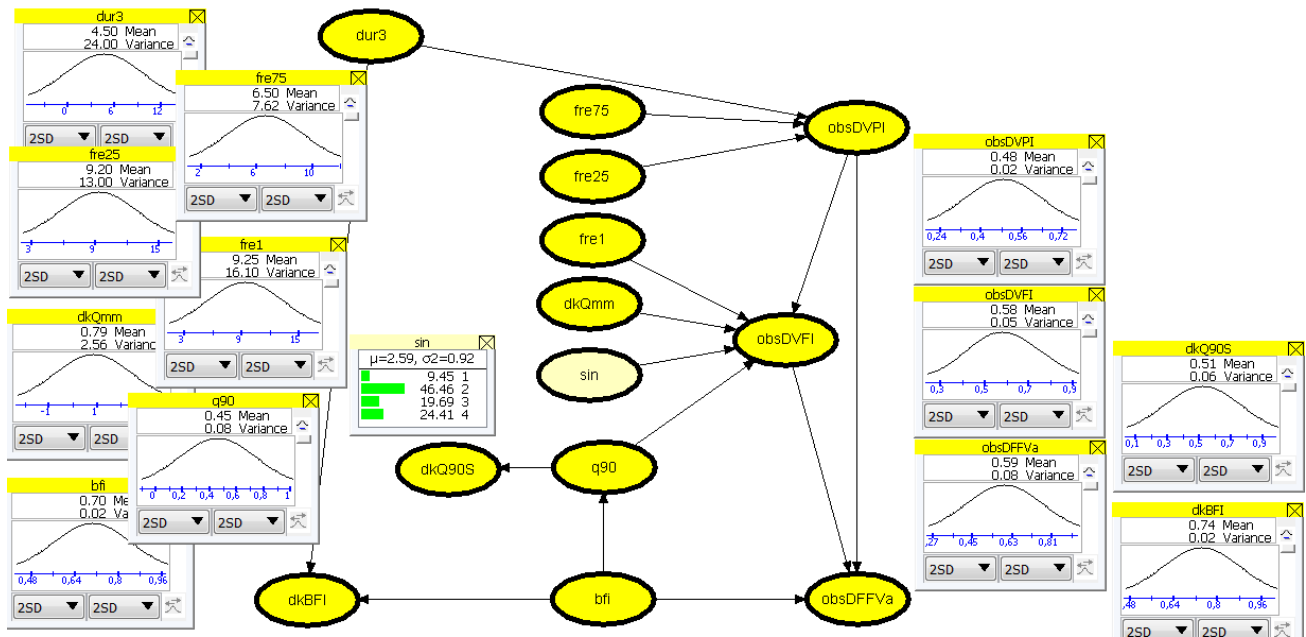 dur3
4.50 Mean
24.00 Variance
0 6 12
2SD 2SD
fre75
6.50 Mean
7.62 Variance
2 6 10
2SD 2SD
fre25
9.20 Mean
13.00 Variance
3 9 15
2SD 2SD
fre1
9.25 Mean
16.10 Variance
3 9 15
2SD 2SD
dkQmm
0.79 Mean
2.56 Varianc
-1 1
2SD 2SD
q90
0.45 Mean
0.08 Variance
0 0,2 0,4 0,6 0,8 1
2SD 2SD
bfi
0.70 Me
0.02 Va
0,48 0,64 0,8 0,96
2SD 2SD
sin
μ=2.59, σ2=0.92
9.45 1
46.46 2
19.69 3
24.41 4
dur3
fre75
fre25
fre1
dkQmm
sin
dkQ90S
q90
dkBFI
bfi
obsDVPI
obsDVFI
obsDFFVa
obsDVPI
0.48 Mean
0.02 Variance
0,24 0,4 0,56 0,72
2SD 2SD
obsDVFI
0.58 Mean
0.05 Variance
0,3 0,5 0,7 0,9
2SD 2SD
obsDFFVa
0.59 Mean
0.08 Variance
,27 0,45 0,63 0,81
2SD 2SD
dkQ90S
0.51 Mean
0.06 Variance
0,1 0,3 0,5 0,7 0,9
2SD 2SD
dkBFI
0.74 Mean
0.02 Variance
,48 0,64 0,8 0,96
2SD 2SD